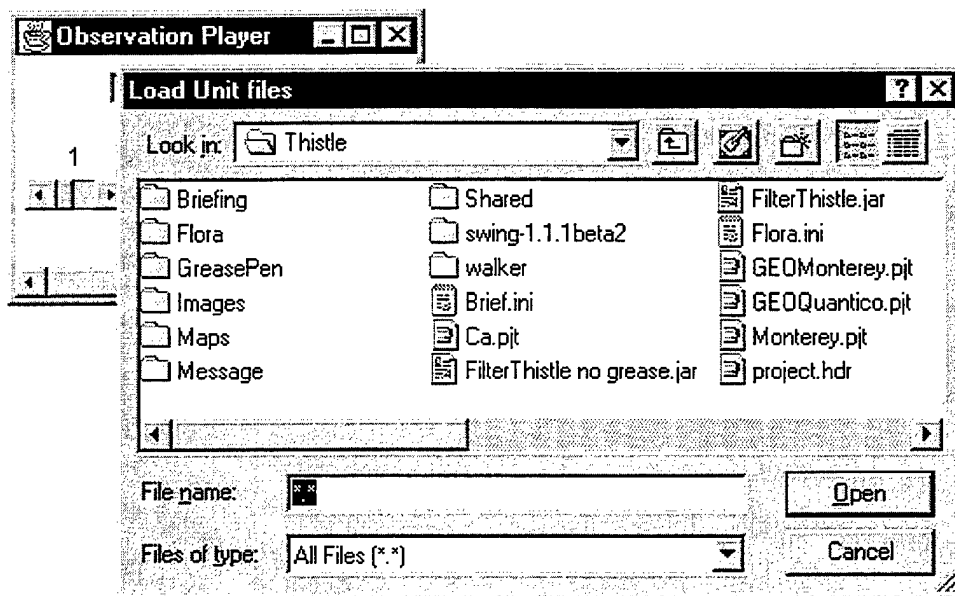 Observation Player
Load Unit files
Look in: Thistle
1
Briefing Shared FilterThistle.jar
Flora swing-1.1.1beta2 Flora.ini
GreasePen walker GEOMonterey.pjt
Images Brief.ini GEOQuantico.pjt
Maps Ca.pjt Monterey.pjt
Message FilterThistle no grease.jar project.hdr
File name: *.* Open
Files of type: All Files (*.*) Cancel